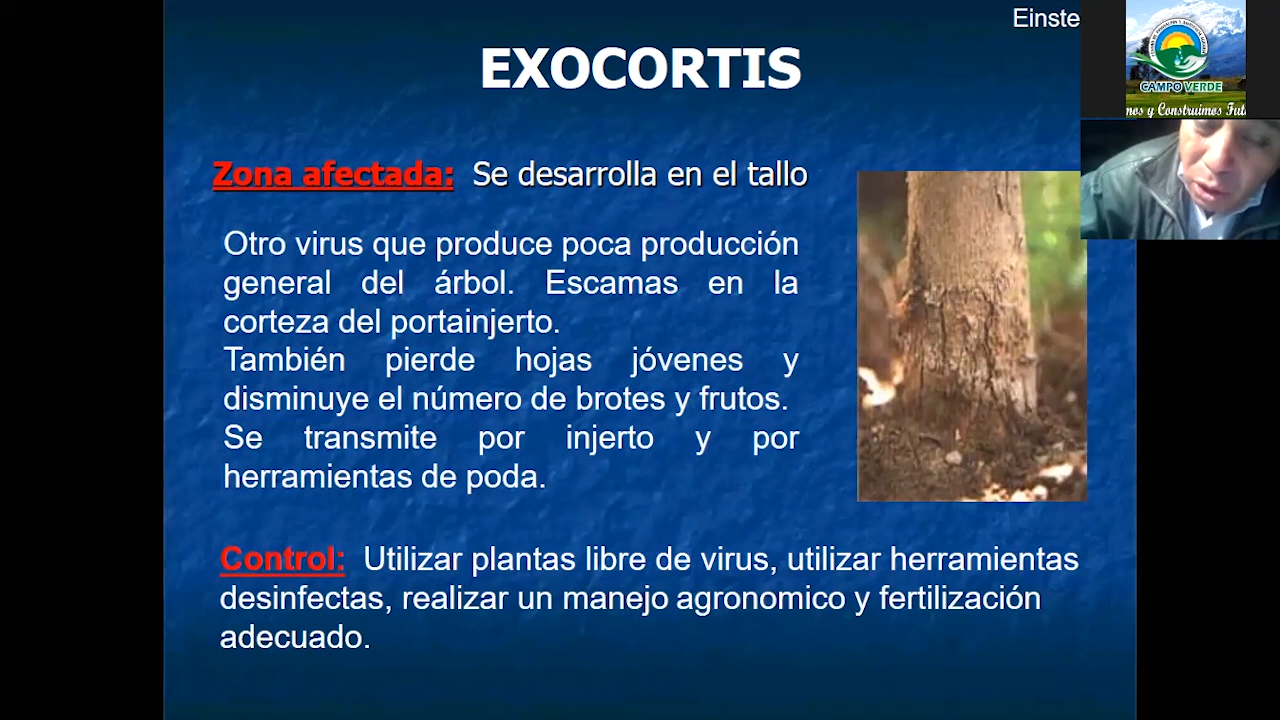 Einste
EXOCORTIS
CAMPO VERDE
nos y Construimos Fut
Zona afectada: Se desarrolla en el tallo
Otro virus que produce poca producción
general del árbol. Escamas en la
corteza del portainjerto.
También pierde hojas jóvenes y
disminuye el número de brotes y frutos.
Se transmite por injerto y por
herramientas de poda.
Control: Utilizar plantas libre de virus, utilizar herramientas
desinfectas, realizar un manejo agronomico y fertilización
adecuado.